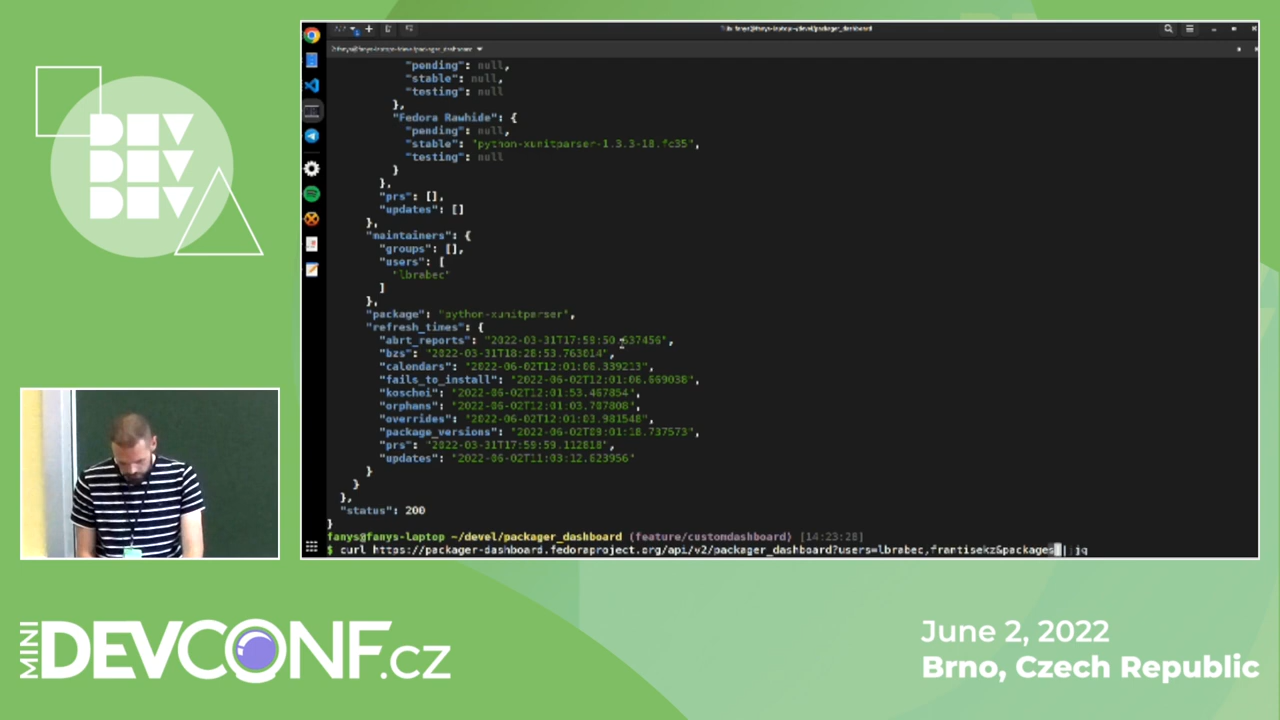 DEV
DEV
DEV
fanys@fanys-laptop:~/devel/packager_dashboard
"pending": null,
"stable": null,
"testing": null
},
"Fedora Rawhide": {
"pending": null,
"stable": "python-xunitparser-1.3.3-18.fc35",
"testing": null
}
},
"prs": [],
"updates": []
},
"maintainers": {
"groups": [],
"users": [
"lbrabec"
]
},
"package": "python-xunitparser",
"refresh_times": {
"abrt_reports": "2022-03-31T17:59:50.637456",
"bzs": "2022-03-31T18:28:53.763014",
"calendars": "2022-06-02T12:01:06.339213",
"fails_to_install": "2022-06-02T12:01:06.669038",
"koschei": "2022-06-02T12:01:53.467854",
"orphans": "2022-06-02T12:01:03.787808",
"overrides": "2022-06-02T12:01:03.981548",
"package_versions": "2022-06-02T09:01:18.737573",
"prs": "2022-03-31T17:59:59.112818",
"updates": "2022-06-02T11:03:12.623956"
}
}
},
"status": 200
}
fanys@fanys-laptop ~/devel/packager_dashboard (feature/customdashboard) [14:23:28]
$ curl https://packager-dashboard.fedoraproject.org/api/v2/packager_dashboard?users=lbrabec,frantisekz&packages | jq
MINI
DEVCONF.cz
June 2, 2022
Brno, Czech Republic